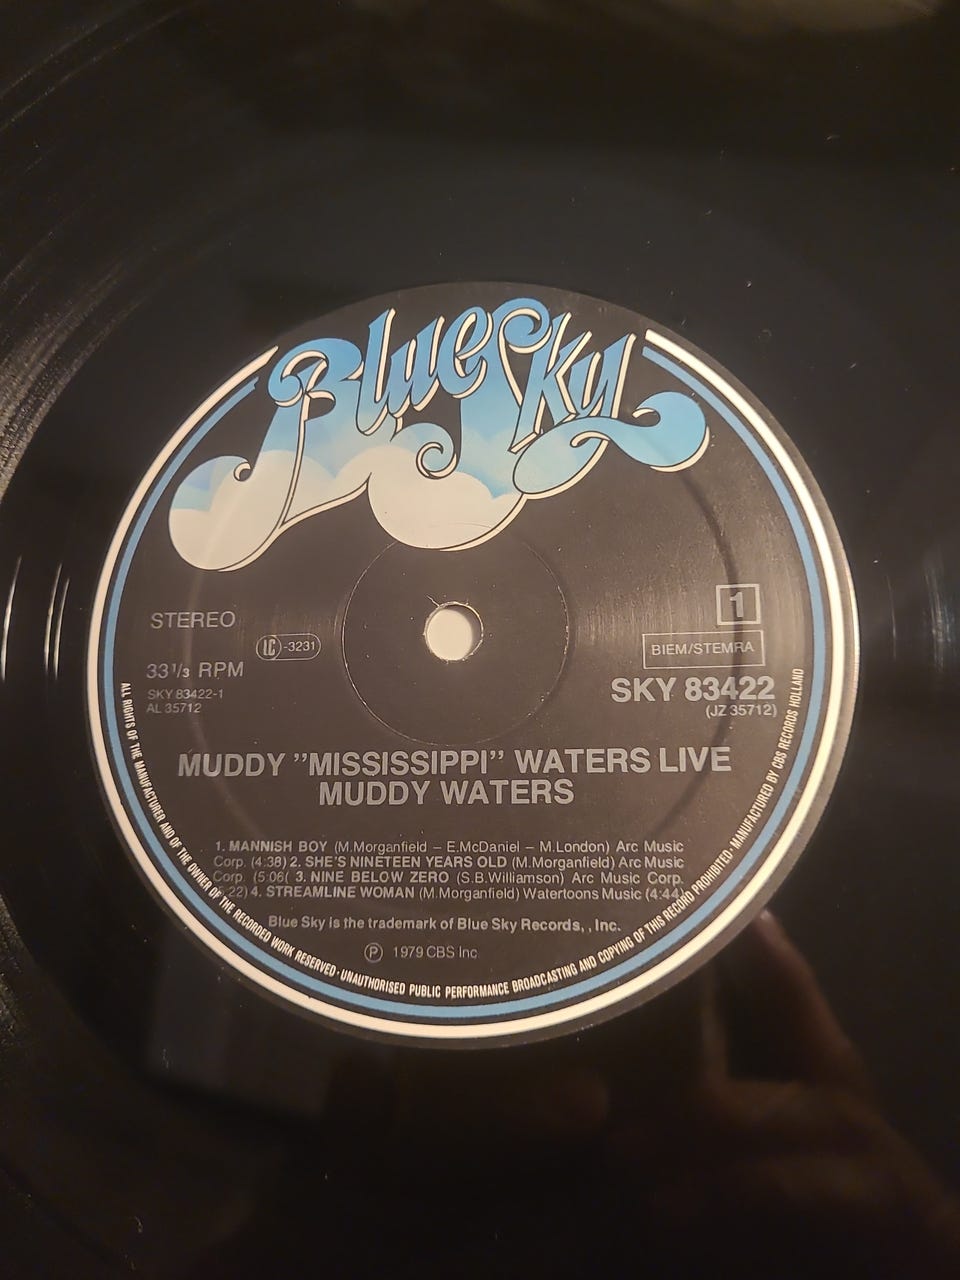 Blue Sky
STEREO
LC-3231
33⅓ RPM
SKY 83422-1
AL 35712
1
BIEM/STEMRA
SKY 83422
(JZ 35712)
MUDDY "MISSISSIPPI" WATERS LIVE
MUDDY WATERS
1. MANNISH BOY (M.Morganfield – E.McDaniel – M.London) Arc Music
Corp. (4:38) 2. SHE'S NINETEEN YEARS OLD (M.Morganfield) Arc Music
Corp. (5:06( 3. NINE BELOW ZERO (S.B.Williamson) Arc Music Corp.
:22) 4. STREAMLINE WOMAN (M.Morganfield) Watertoons Music (4:44)
Blue Sky is the trademark of Blue Sky Records, , Inc.
Ⓟ 1979 CBS Inc
ALL RIGHTS OF THE MANUFACTURER AND OF THE OWNER OF THE RECORDED WORK RESERVED · UNAUTHORISED PUBLIC PERFORMANCE BROADCASTING AND COPYING OF THIS RECORD PROHIBITED · MANUFACTURED BY CBS RECORDS HOLLAND